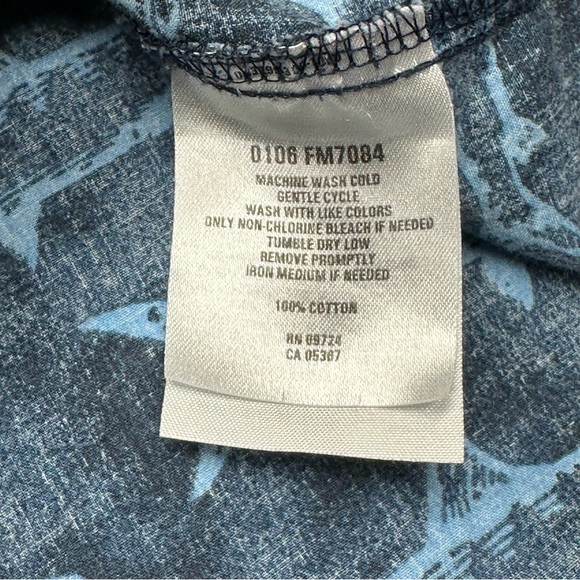 0106 FM7084
MACHINE WASH COLD
GENTLE CYCLE
WASH WITH LIKE COLORS
ONLY NON-CHLORINE BLEACH IF NEEDED
TUMBLE DRY LOW
REMOVE PROMPTLY
IRON MEDIUM IF NEEDED
100% COTTON
RN 89724
CA 05367